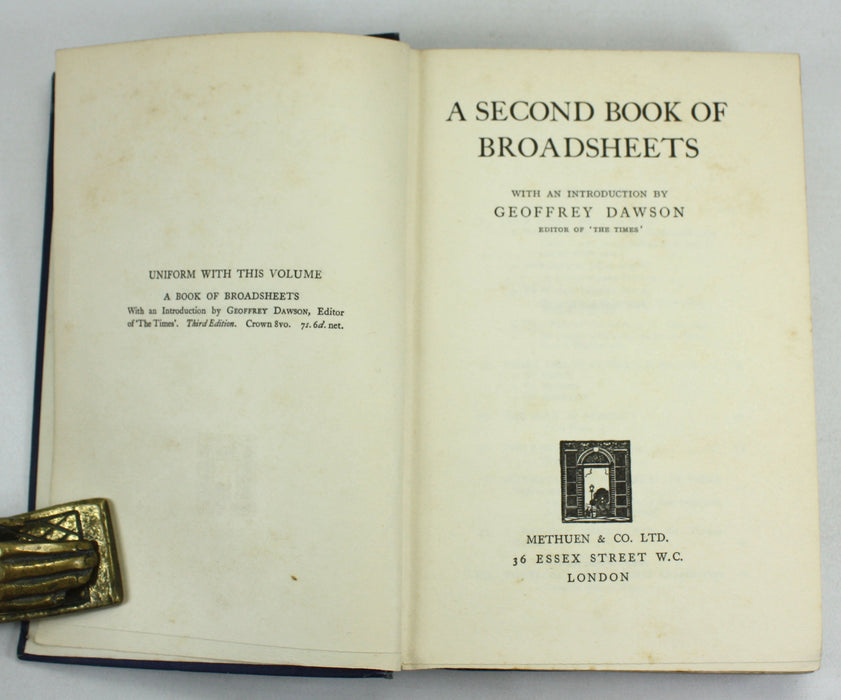 UNIFORM WITH THIS VOLUME
A BOOK OF BROADSHEETS
With an Introduction by GEOFFREY DAWSON, Editor
of 'The Times'. Third Edition. Crown 8vo. 7s. 6d. net.
A SECOND BOOK OF
BROADSHEETS
WITH AN INTRODUCTION BY
GEOFFREY DAWSON
EDITOR OF 'THE TIMES'
METHUEN & CO. LTD.
36 ESSEX STREET W.C.
LONDON